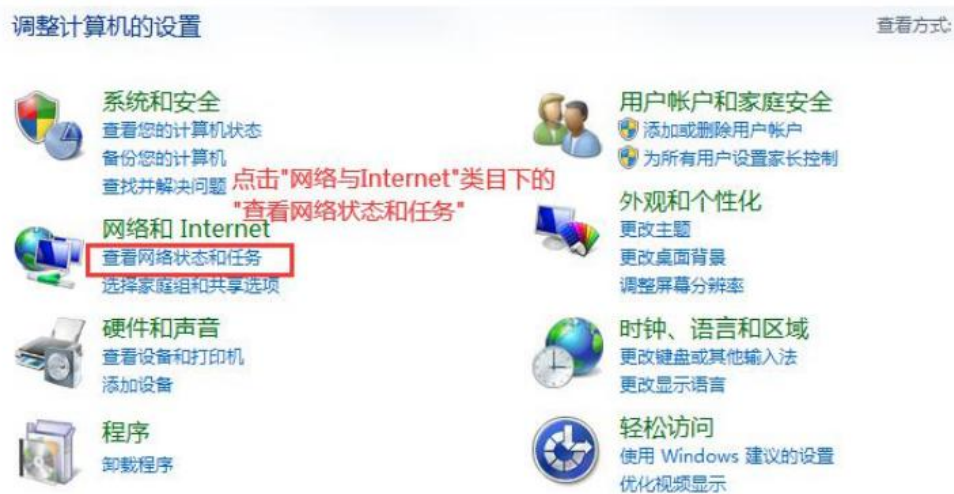 调整计算机的设置
查看方式:
系统和安全
查看您的计算机状态
备份您的计算机
查找并解决问题
点击"网络与Internet"类目下的
"查看网络状态和任务"
网络和 Internet
查看网络状态和任务
选择家庭组和共享选项
硬件和声音
查看设备和打印机
添加设备
程序
卸载程序
用户帐户和家庭安全
添加或删除用户帐户
为所有用户设置家长控制
外观和个性化
更改主题
更改桌面背景
调整屏幕分辨率
时钟、语言和区域
更改键盘或其他输入法
更改显示语言
轻松访问
使用 Windows 建议的设置
优化视频显示